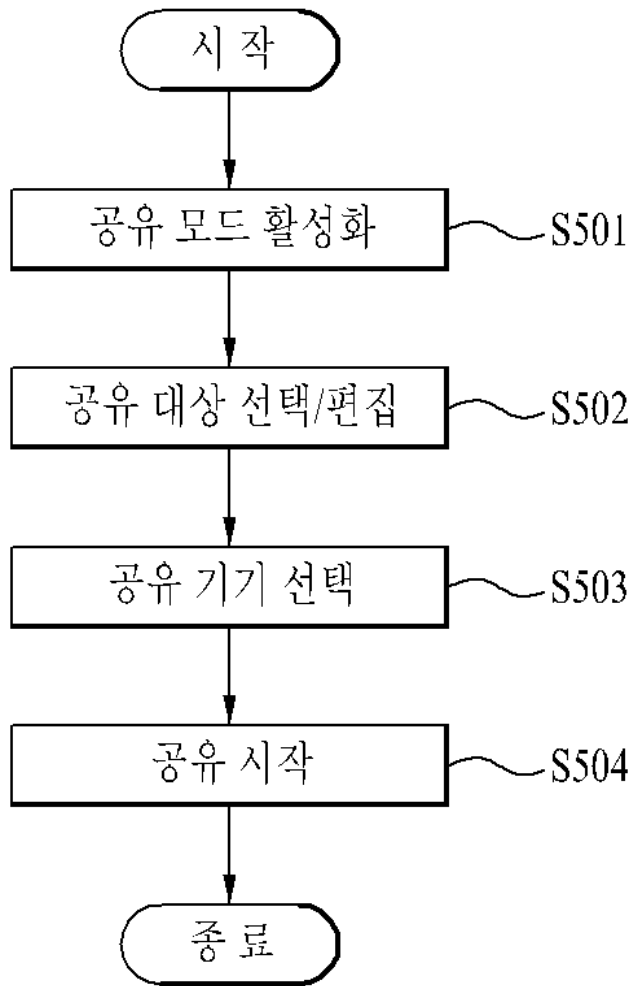 시 작
공유 모드 활성화
S501
공유 대상 선택/편집
S502
공유 기기 선택
S503
공유 시작
S504
종 료